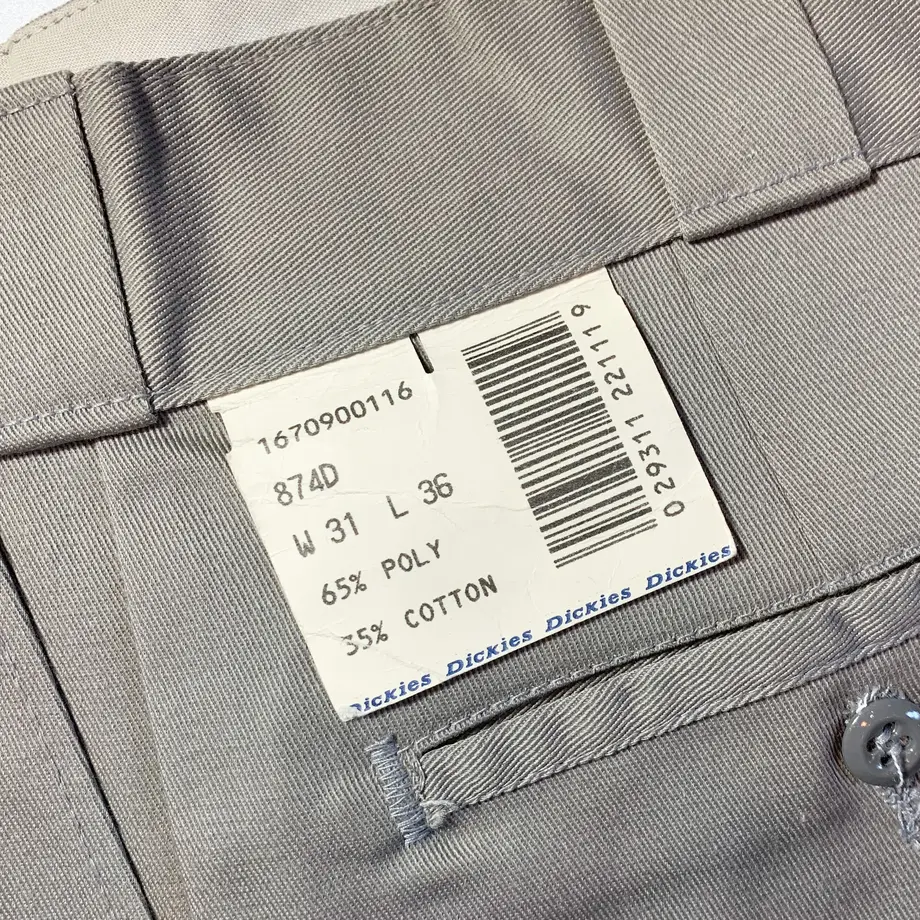 1670900116
874D
W 31 L 36
65% POLY
35% COTTON
0 29311 22111 9
Dickies Dickies Dickies Dickies